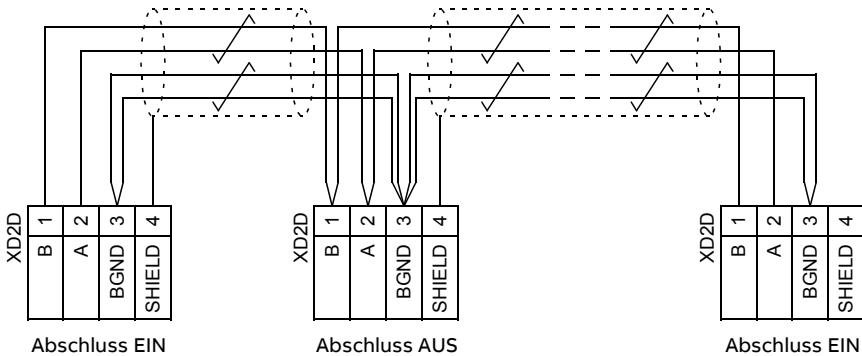 XD2D
1 2 3 4
B A BGND SHIELD
Abschluss EIN
XD2D
1 2 3 4
B A BGND SHIELD
Abschluss AUS
XD2D
1 2 3 4
B A BGND SHIELD
Abschluss EIN